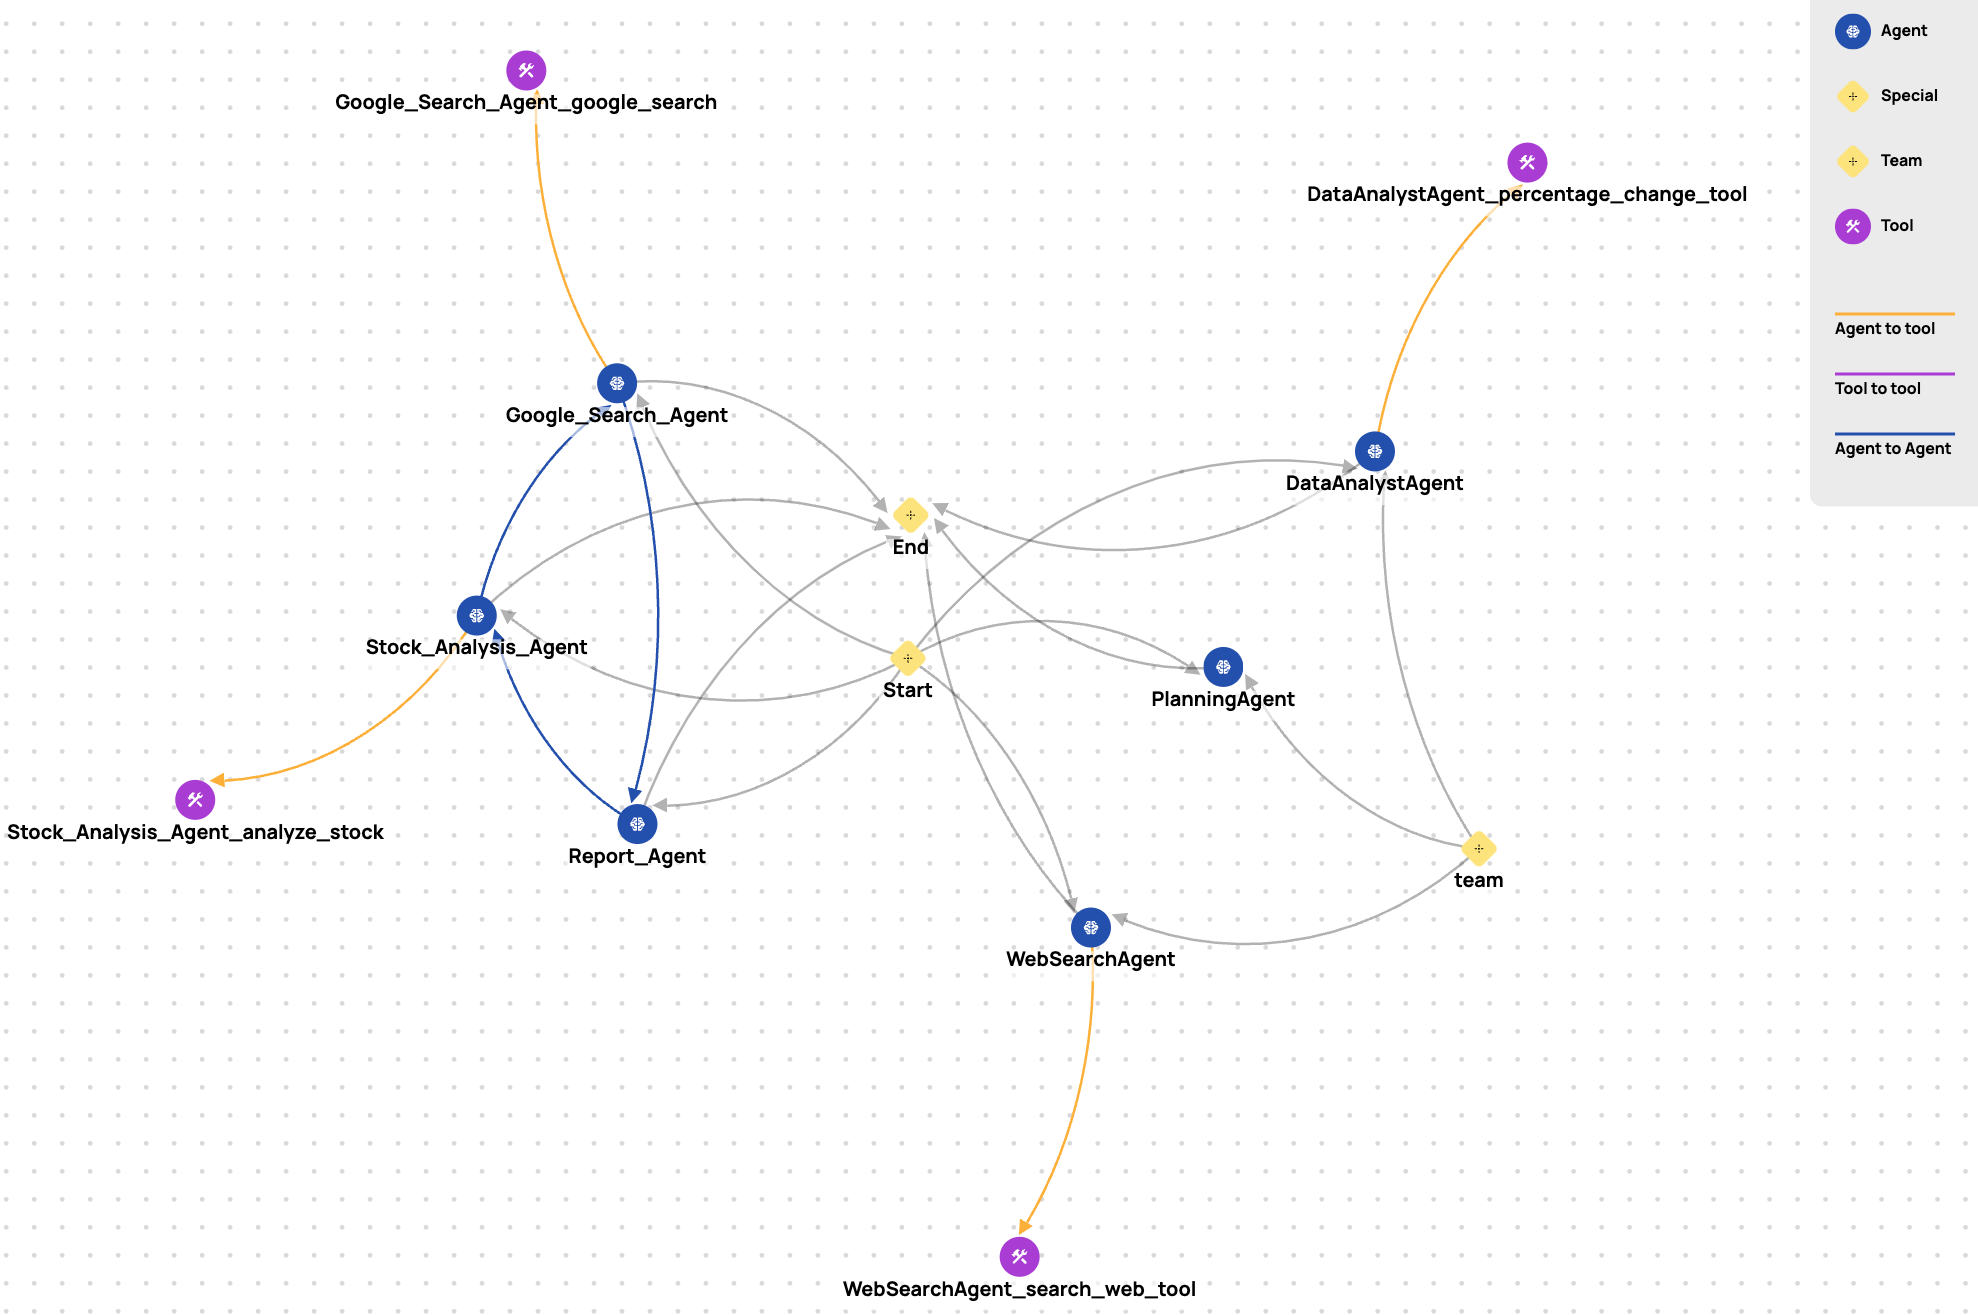 Google_Search_Agent_google_search
DataAnalystAgent_percentage_change_tool
Google_Search_Agent
DataAnalystAgent
End
Stock_Analysis_Agent
Start
PlanningAgent
Stock_Analysis_Agent_analyze_stock
Report_Agent
team
WebSearchAgent
WebSearchAgent_search_web_tool
Agent
Special
Team
Tool
Agent to tool
Tool to tool
Agent to Agent